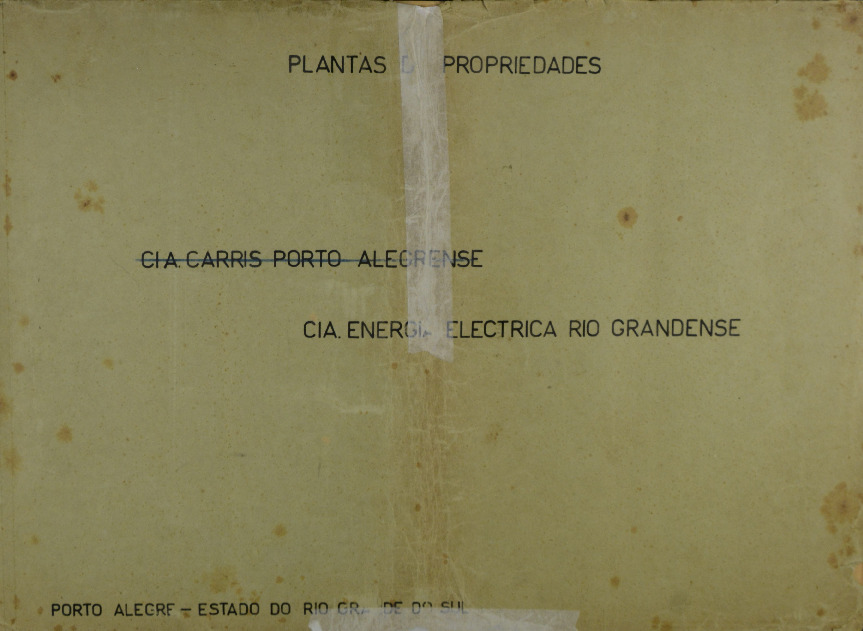 PLANTAS DE PROPRIEDADES
CIA. CARRIS PORTO ALEGRENSE
CIA. ENERGIA ELECTRICA RIO GRANDENSE
PORTO ALEGRE — ESTADO DO RIO GRANDE DO SUL